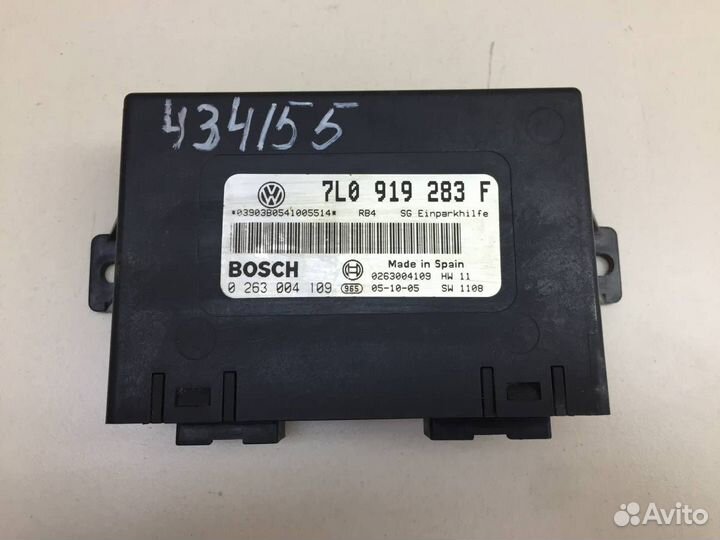 434155
7L0 919 283 F
*03903B0541005514* RB4 SG Einparkhilfe
BOSCH Made in Spain
0263004109 HW 11
0 263 004 109 965 05-10-05 SW 1108
Avito